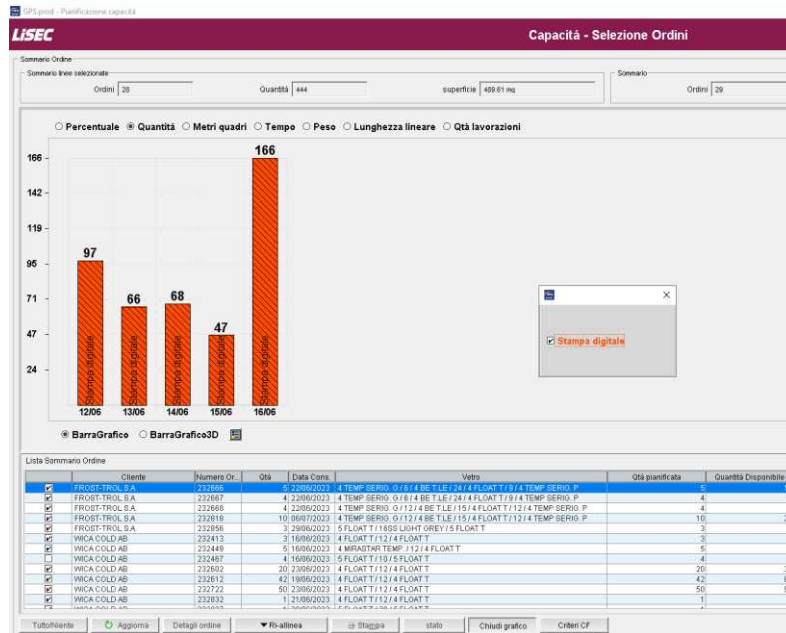 GPS.prod - Pianificazione capacitá
LiSEC
Capacitá - Selezione Ordini
Sommario Ordine
Sommario linee selezionate
Ordini 28 Quantitá 444 superficie 489.61 mq
Sommario
Ordini 29
Percentuale Quantitá Metri quadri Tempo Peso Lunghezza lineare Qtà lavorazioni
166
142
119
95
71
47
24
97
66
68
47
166
Stampa digitale
Stampa digitale
Stampa digitale
Stampa digitale
Stampa digitale
12/06 13/06 14/06 15/06 16/06
Stampa digitale
BarraGrafico BarraGrafico3D
Lista Sommario Ordine
Cliente Numero Or... Qtà Data Cons. Vetro Qtà pianificata Quantitá Disponibile
FROST-TROL S.A. 232666 5 22/06/2023 4 TEMP SERIG. G / 6 / 4 BE T.LE / 24 / 4 FLOAT T / 9 / 4 TEMP SERIG. P 5
FROST-TROL S.A. 232667 4 22/06/2023 4 TEMP SERIG. G / 6 / 4 BE T.LE / 24 / 4 FLOAT T / 9 / 4 TEMP SERIG. P 4
FROST-TROL S.A. 232668 4 22/06/2023 4 TEMP SERIG. G / 12 / 4 BE T.LE / 15 / 4 FLOAT T / 12 / 4 TEMP SERIG. P 4
FROST-TROL S.A. 232818 10 06/07/2023 4 TEMP SERIG. G / 12 / 4 BE T.LE / 15 / 4 FLOAT T / 12 / 4 TEMP SERIG. P 10
FROST-TROL S.A. 232856 3 29/06/2023 5 FLOAT T / 16SS LIGHT GREY / 5 FLOAT T 3
WICA COLD AB 232413 3 16/06/2023 4 FLOAT T / 12 / 4 FLOAT T 3
WICA COLD AB 232449 5 16/06/2023 4 MIRASTAR TEMP. / 12 / 4 FLOAT T 5
WICA COLD AB 232467 4 16/06/2023 5 FLOAT T / 10 / 5 FLOAT T 4
WICA COLD AB 232602 20 23/06/2023 4 FLOAT T / 12 / 4 FLOAT T 20
WICA COLD AB 232612 42 19/06/2023 4 FLOAT T / 12 / 4 FLOAT T 42
WICA COLD AB 232722 50 23/06/2023 4 FLOAT T / 12 / 4 FLOAT T 50
WICA COLD AB 232832 1 21/06/2023 4 FLOAT T / 12 / 4 FLOAT T 1
Tutto/Niente Aggiorna Detagli ordine Ri-allinea Stampa stato Chiudi grafico Criteri CF